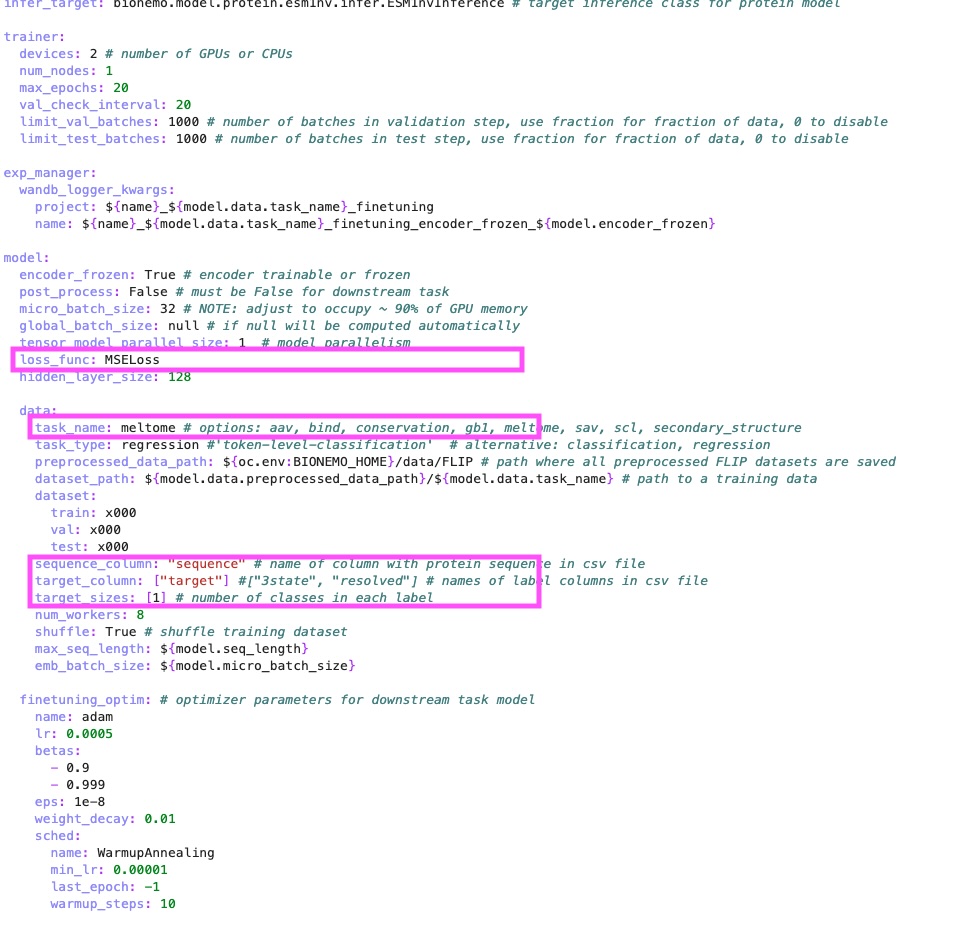 infer_target: bionemo.model.protein.esm1nv.infer.ESM1nvInference # target inference class for protein model
trainer:
devices: 2 # number of GPUs or CPUs
num_nodes: 1
max_epochs: 20
val_check_interval: 20
limit_val_batches: 1000 # number of batches in validation step, use fraction for fraction of data, 0 to disable
limit_test_batches: 1000 # number of batches in test step, use fraction for fraction of data, 0 to disable
exp_manager:
wandb_logger_kwargs:
project: ${name}_${model.data.task_name}_finetuning
name: ${name}_${model.data.task_name}_finetuning_encoder_frozen_${model.encoder_frozen}
model:
encoder_frozen: True # encoder trainable or frozen
post_process: False # must be False for downstream task
micro_batch_size: 32 # NOTE: adjust to occupy ~ 90% of GPU memory
global_batch_size: null # if null will be computed automatically
tensor_model_parallel_size: 1  # model parallelism
loss_func: MSELoss
hidden_layer_size: 128
data:
task_name: meltome # options: aav, bind, conservation, gb1, meltome, sav, scl, secondary_structure
task_type: regression #'token-level-classification'  # alternative: classification, regression
preprocessed_data_path: ${oc.env:BIONEMO_HOME}/data/FLIP # path where all preprocessed FLIP datasets are saved
dataset_path: ${model.data.preprocessed_data_path}/${model.data.task_name} # path to a training data
dataset:
train: x000
val: x000
test: x000
sequence_column: "sequence" # name of column with protein sequence in csv file
target_column: ["target"] #["3state", "resolved"] # names of label columns in csv file
target_sizes: [1] # number of classes in each label
num_workers: 8
shuffle: True # shuffle training dataset
max_seq_length: ${model.seq_length}
emb_batch_size: ${model.micro_batch_size}
finetuning_optim: # optimizer parameters for downstream task model
name: adam
lr: 0.0005
betas:
- 0.9
- 0.999
eps: 1e-8
weight_decay: 0.01
sched:
name: WarmupAnnealing
min_lr: 0.00001
last_epoch: -1
warmup_steps: 10